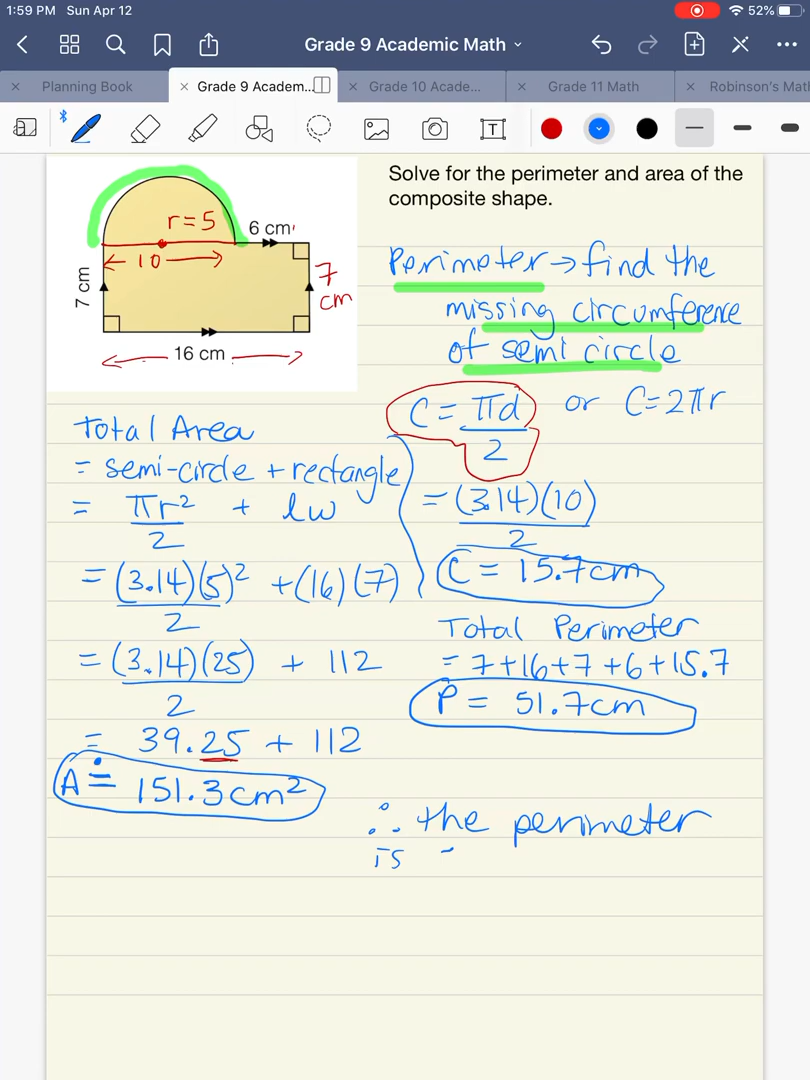 1:59 PM Sun Apr 12
52%
Grade 9 Academic Math
Planning Book
Grade 9 Academ...
Grade 10 Acade...
Grade 11 Math
Robinson's Mat
T
Solve for the perimeter and area of the
composite shape.
r=5
6 cm
10
7 cm
7
cm
16 cm
Perimeter → find the
missing circumference
of semi circle
C = πd/2 or C=2πr
= (3.14)(10)/2
C = 15.7cm
Total Perimeter
= 7+16+7+6+15.7
P = 51.7cm
Total Area
= semi-circle + rectangle
= πr²/2 + lw
= (3.14)(5)²/2 + (16)(7)
= (3.14)(25)/2 + 112
= 39.25 + 112
A ≐ 151.3cm²
∴ the perimeter
is